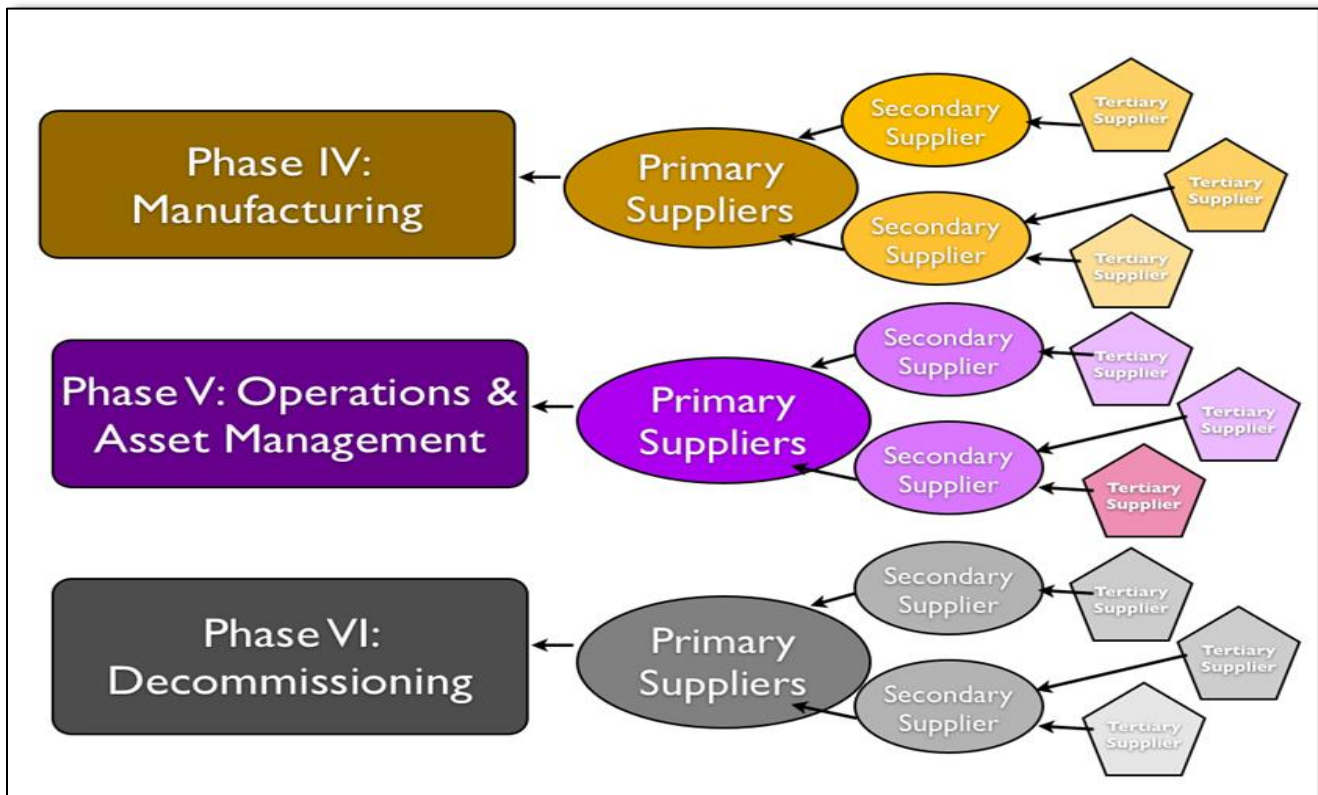 Phase IV:
Manufacturing
Primary
Suppliers
Secondary
Supplier
Secondary
Supplier
Tertiary
Supplier
Tertiary
Supplier
Tertiary
Supplier
Phase V: Operations &
Asset Management
Primary
Suppliers
Secondary
Supplier
Secondary
Supplier
Tertiary
Supplier
Tertiary
Supplier
Tertiary
Supplier
Phase VI:
Decommissioning
Primary
Suppliers
Secondary
Supplier
Secondary
Supplier
Tertiary
Supplier
Tertiary
Supplier
Tertiary
Supplier